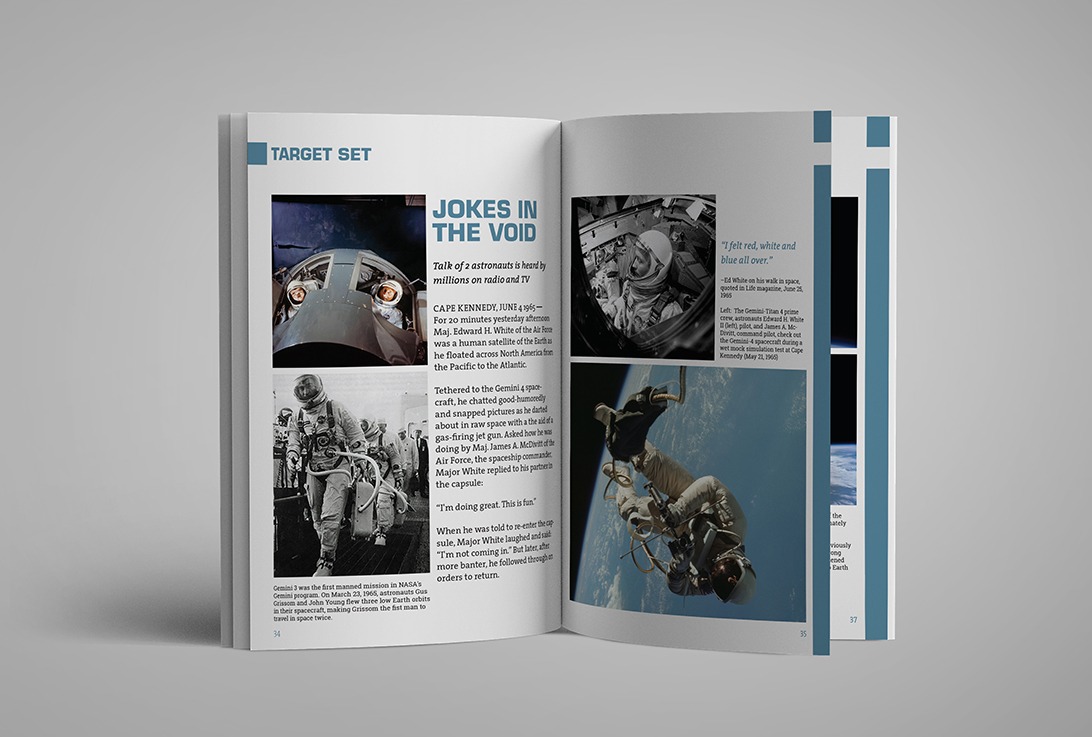 TARGET SET
JOKES IN
THE VOID
Talk of 2 astronauts is heard by
millions on radio and TV
CAPE KENNEDY, JUNE 4 1965—
For 20 minutes yesterday afternoon
Maj. Edward H. White of the Air Force
was a human satellite of the Earth as
he floated across North America from
the Pacific to the Atlantic.
Tethered to the Gemini 4 space-
craft, he chatted good-humoredly
and snapped pictures as he darted
about in raw space with a the aid of a
gas-firing jet gun. Asked how he was
doing by Maj. James A. McDivitt of the
Air Force, the spaceship commander,
Major White replied to his partner in
the capsule:
“I’m doing great. This is fun.”
When he was told to re-enter the cap
sule, Major White laughed and said:
“I’m not coming in.” But later, after
more banter, he followed through on
orders to return.
Gemini 3 was the first manned mission in NASA’s
Gemini program. On March 23, 1965, astronauts Gus
Grissom and John Young flew three low Earth orbits
in their spacecraft, making Grissom the fist man to
travel in space twice.
34
“I felt red, white and
blue all over.”
–Ed White on his walk in space,
quoted in Life magazine, June 25,
1965
Left: The Gemini-Titan 4 prime
crew, astronauts Edward H. White
II (left), pilot, and James A. Mc-
Divitt, command pilot, check out
the Gemini-4 spacecraft during a
wet mock simulation test at Cape
Kennedy (May 21, 1965)
35
the
nately
viously
ong
ened
Earth
37